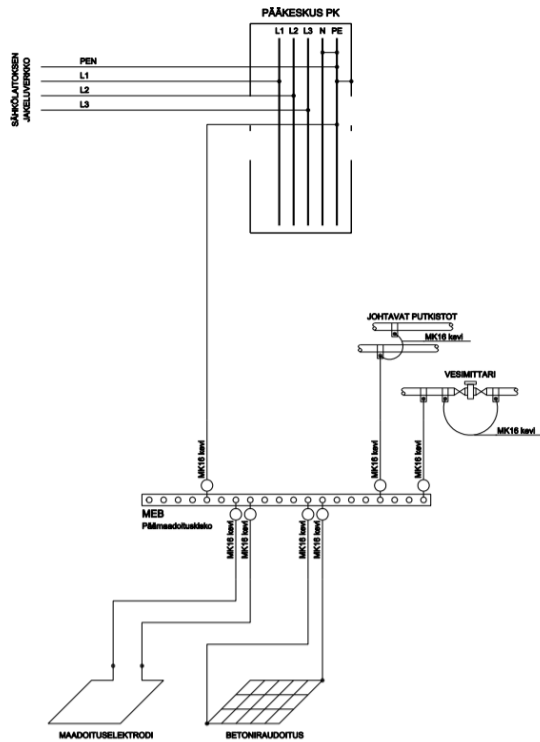 PÄÄKESKUS PK
L1 L2 L3 N PE
SÄHKÖLAITOKSEN
JAKELUVERKKO
PEN
L1
L2
L3
JOHTAVAT PUTKISTOT
MK16 kevi
VESIMITTARI
MK16 kevi
MK16 kevi
MK16 kevi
MK16 kevi
MEB
Päämaadoituskisko
MK16 kevi
MK16 kevi
MK16 kevi
MK16 kevi
MAADOITUSELEKTRODI
BETONIRAUDOITUS